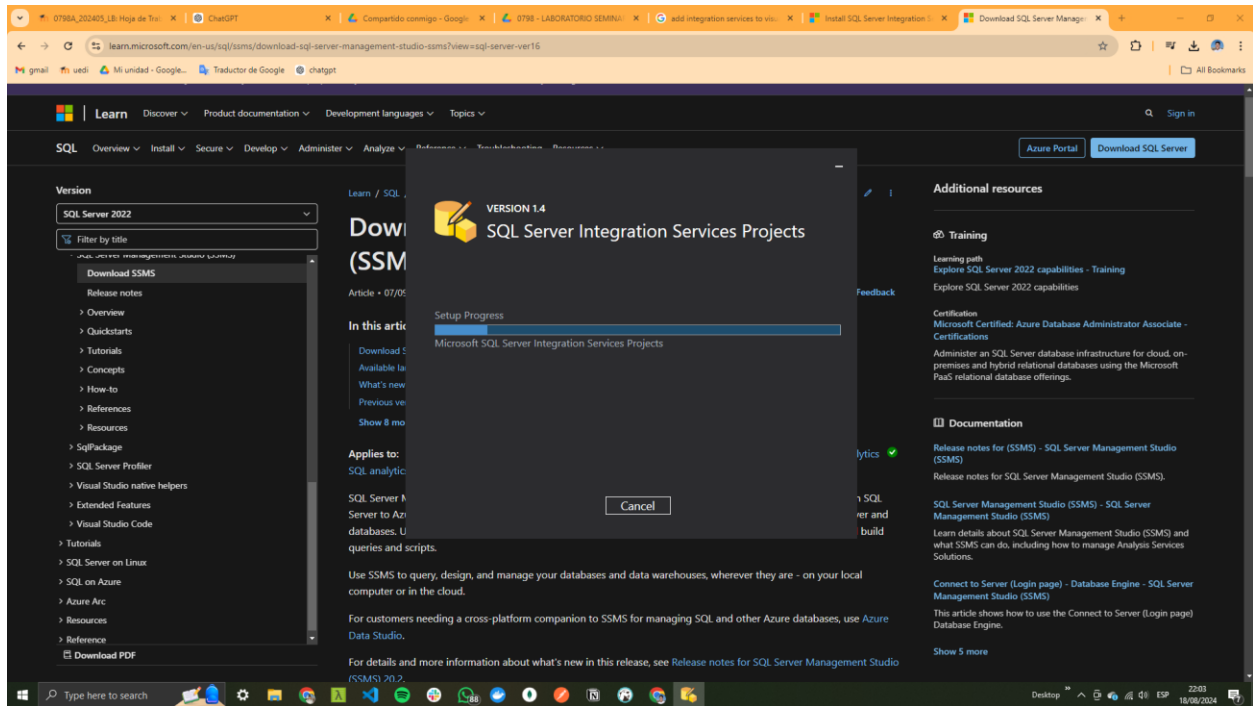 0798A_202405_LB: Hoja de Tral
ChatGPT
Compartido conmigo - Google
0798 - LABORATORIO SEMINA
add integration services to visu
Install SQL Server Integration S
Download SQL Server Manager
learn.microsoft.com/en-us/sql/ssms/download-sql-server-management-studio-ssms?view=sql-server-ver16
gmail
uedi
Mi unidad - Google...
Traductor de Google
chatgpt
All Bookmarks
Learn
Discover
Product documentation
Development languages
Topics
Sign in
SQL
Overview
Install
Secure
Develop
Administer
Analyze
Azure Portal
Download SQL Server
Version
SQL Server 2022
Filter by title
Download SSMS
Release notes
Overview
Quickstarts
Tutorials
Concepts
How-to
References
Resources
SqlPackage
SQL Server Profiler
Visual Studio native helpers
Extended Features
Visual Studio Code
Tutorials
SQL Server on Linux
SQL on Azure
Azure Arc
Resources
Reference
Download PDF
Learn / SQL
Dow
(SSM
Article • 07/09
Feedback
In this artic
Download S
Available la
What's new
Previous ve
Show 8 mo
Applies to:
lytics
SQL analytic
SQL Server M
n SQL
Server to Azu
er and
databases. U
build
queries and scripts.
Use SSMS to query, design, and manage your databases and data warehouses, wherever they are - on your local
computer or in the cloud.
For customers needing a cross-platform companion to SSMS for managing SQL and other Azure databases, use Azure
Data Studio.
For details and more information about what's new in this release, see Release notes for SQL Server Management Studio
(SSMS) 20.2.
VERSION 1.4
SQL Server Integration Services Projects
Setup Progress
Microsoft SQL Server Integration Services Projects
Cancel
Additional resources
Training
Learning path
Explore SQL Server 2022 capabilities - Training
Explore SQL Server 2022 capabilities
Certification
Microsoft Certified: Azure Database Administrator Associate -
Certifications
Administer an SQL Server database infrastructure for cloud, on-
premises and hybrid relational databases using the Microsoft
PaaS relational database offerings.
Documentation
Release notes for (SSMS) - SQL Server Management Studio
(SSMS)
Release notes for SQL Server Management Studio (SSMS).
SQL Server Management Studio (SSMS) - SQL Server
Management Studio (SSMS)
Learn details about SQL Server Management Studio (SSMS) and
what SSMS can do, including how to manage Analysis Services
Solutions.
Connect to Server (Login page) - Database Engine - SQL Server
Management Studio (SSMS)
This article shows how to use the Connect to Server (Login page)
Database Engine.
Show 5 more
Type here to search
88
Desktop
ESP
22:03
18/08/2024